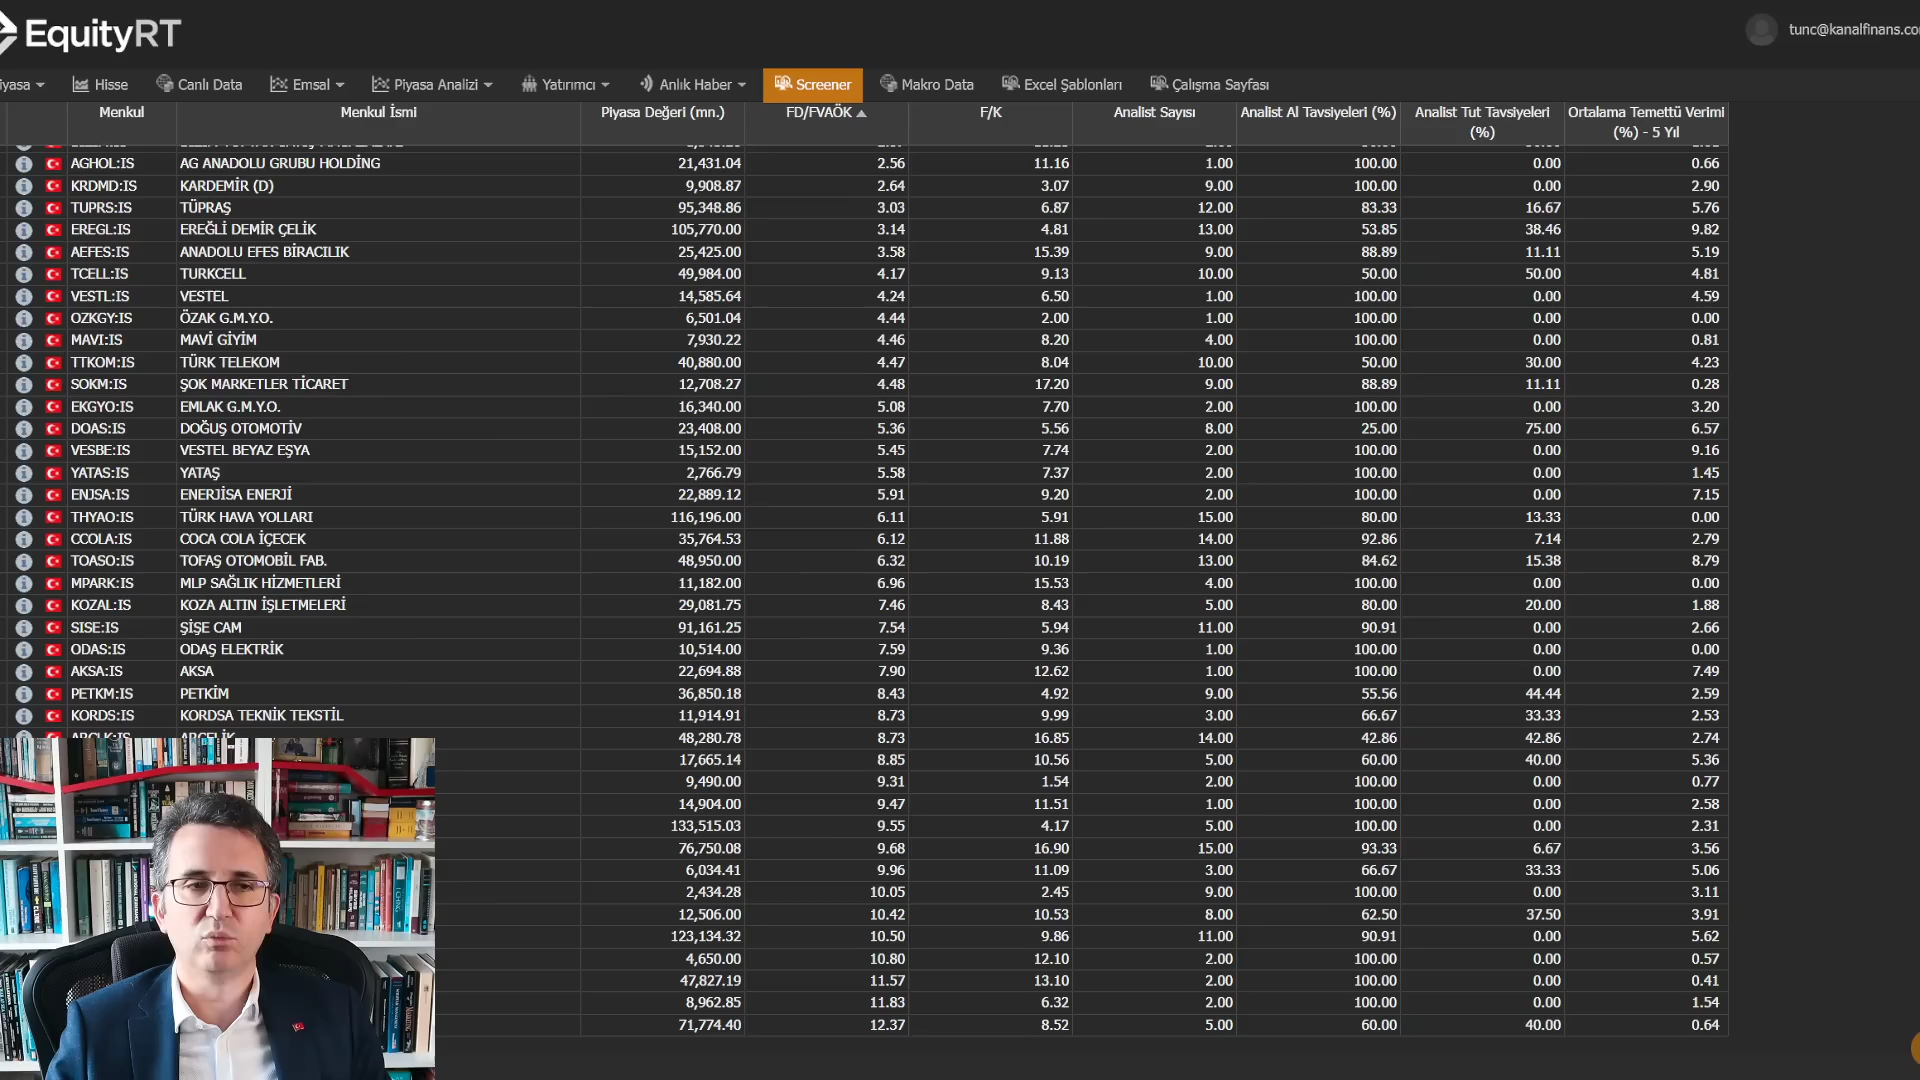 EquityRT
tunc@kanalfinans.co
iyasa Hisse Canlı Data Emsal Piyasa Analizi Yatırımcı Anlık Haber Screener Makro Data Excel Şablonları Çalışma Sayfası
Menkul Menkul İsmi Piyasa Değeri (mn.) FD/FVAÖK F/K Analist Sayısı Analist Al Tavsiyeleri (%) Analist Tut Tavsiyeleri (%) Ortalama Temettü Verimi (%) - 5 Yıl
AGHOL:IS AG ANADOLU GRUBU HOLDİNG 21,431.04 2.56 11.16 1.00 100.00 0.00 0.66
KRDMD:IS KARDEMİR (D) 9,908.87 2.64 3.07 9.00 100.00 0.00 2.90
TUPRS:IS TÜPRAŞ 95,348.86 3.03 6.87 12.00 83.33 16.67 5.76
EREGL:IS EREĞLİ DEMİR ÇELİK 105,770.00 3.14 4.81 13.00 53.85 38.46 9.82
AEFES:IS ANADOLU EFES BİRACILIK 25,425.00 3.58 15.39 9.00 88.89 11.11 5.19
TCELL:IS TURKCELL 49,984.00 4.17 9.13 10.00 50.00 50.00 4.81
VESTL:IS VESTEL 14,585.64 4.24 6.50 1.00 100.00 0.00 4.59
OZKGY:IS ÖZAK G.M.Y.O. 6,501.04 4.44 2.00 1.00 100.00 0.00 0.00
MAVI:IS MAVİ GİYİM 7,930.22 4.46 8.20 4.00 100.00 0.00 0.81
TTKOM:IS TÜRK TELEKOM 40,880.00 4.47 8.04 10.00 50.00 30.00 4.23
SOKM:IS ŞOK MARKETLER TİCARET 12,708.27 4.48 17.20 9.00 88.89 11.11 0.28
EKGYO:IS EMLAK G.M.Y.O. 16,340.00 5.08 7.70 2.00 100.00 0.00 3.20
DOAS:IS DOĞUŞ OTOMOTİV 23,408.00 5.36 5.56 8.00 25.00 75.00 6.57
VESBE:IS VESTEL BEYAZ EŞYA 15,152.00 5.45 7.74 2.00 100.00 0.00 9.16
YATAS:IS YATAŞ 2,766.79 5.58 7.37 2.00 100.00 0.00 1.45
ENJSA:IS ENERJİSA ENERJİ 22,889.12 5.91 9.20 2.00 100.00 0.00 7.15
THYAO:IS TÜRK HAVA YOLLARI 116,196.00 6.11 5.91 15.00 80.00 13.33 0.00
CCOLA:IS COCA COLA İÇECEK 35,764.53 6.12 11.88 14.00 92.86 7.14 2.79
TOASO:IS TOFAŞ OTOMOBİL FAB. 48,950.00 6.32 10.19 13.00 84.62 15.38 8.79
MPARK:IS MLP SAĞLIK HİZMETLERİ 11,182.00 6.96 15.53 4.00 100.00 0.00 0.00
KOZAL:IS KOZA ALTIN İŞLETMELERİ 29,081.75 7.46 8.43 5.00 80.00 20.00 1.88
SISE:IS ŞİŞE CAM 91,161.25 7.54 5.94 11.00 90.91 0.00 2.66
ODAS:IS ODAŞ ELEKTRİK 10,514.00 7.59 9.36 1.00 100.00 0.00 0.00
AKSA:IS AKSA 22,694.88 7.90 12.62 1.00 100.00 0.00 7.49
PETKM:IS PETKİM 36,850.18 8.43 4.92 9.00 55.56 44.44 2.59
KORDS:IS KORDSA TEKNİK TEKSTİL 11,914.91 8.73 9.99 3.00 66.67 33.33 2.53
ARCLK:IS ARÇELİK 48,280.78 8.73 16.85 14.00 42.86 42.86 2.74
17,665.14 8.85 10.56 5.00 60.00 40.00 5.36
9,490.00 9.31 1.54 2.00 100.00 0.00 0.77
14,904.00 9.47 11.51 1.00 100.00 0.00 2.58
133,515.03 9.55 4.17 5.00 100.00 0.00 2.31
76,750.08 9.68 16.90 15.00 93.33 6.67 3.56
6,034.41 9.96 11.09 3.00 66.67 33.33 5.06
2,434.28 10.05 2.45 9.00 100.00 0.00 3.11
12,506.00 10.42 10.53 8.00 62.50 37.50 3.91
123,134.32 10.50 9.86 11.00 90.91 0.00 5.62
4,650.00 10.80 12.10 2.00 100.00 0.00 0.57
47,827.19 11.57 13.10 2.00 100.00 0.00 0.41
8,962.85 11.83 6.32 2.00 100.00 0.00 1.54
71,774.40 12.37 8.52 5.00 60.00 40.00 0.64